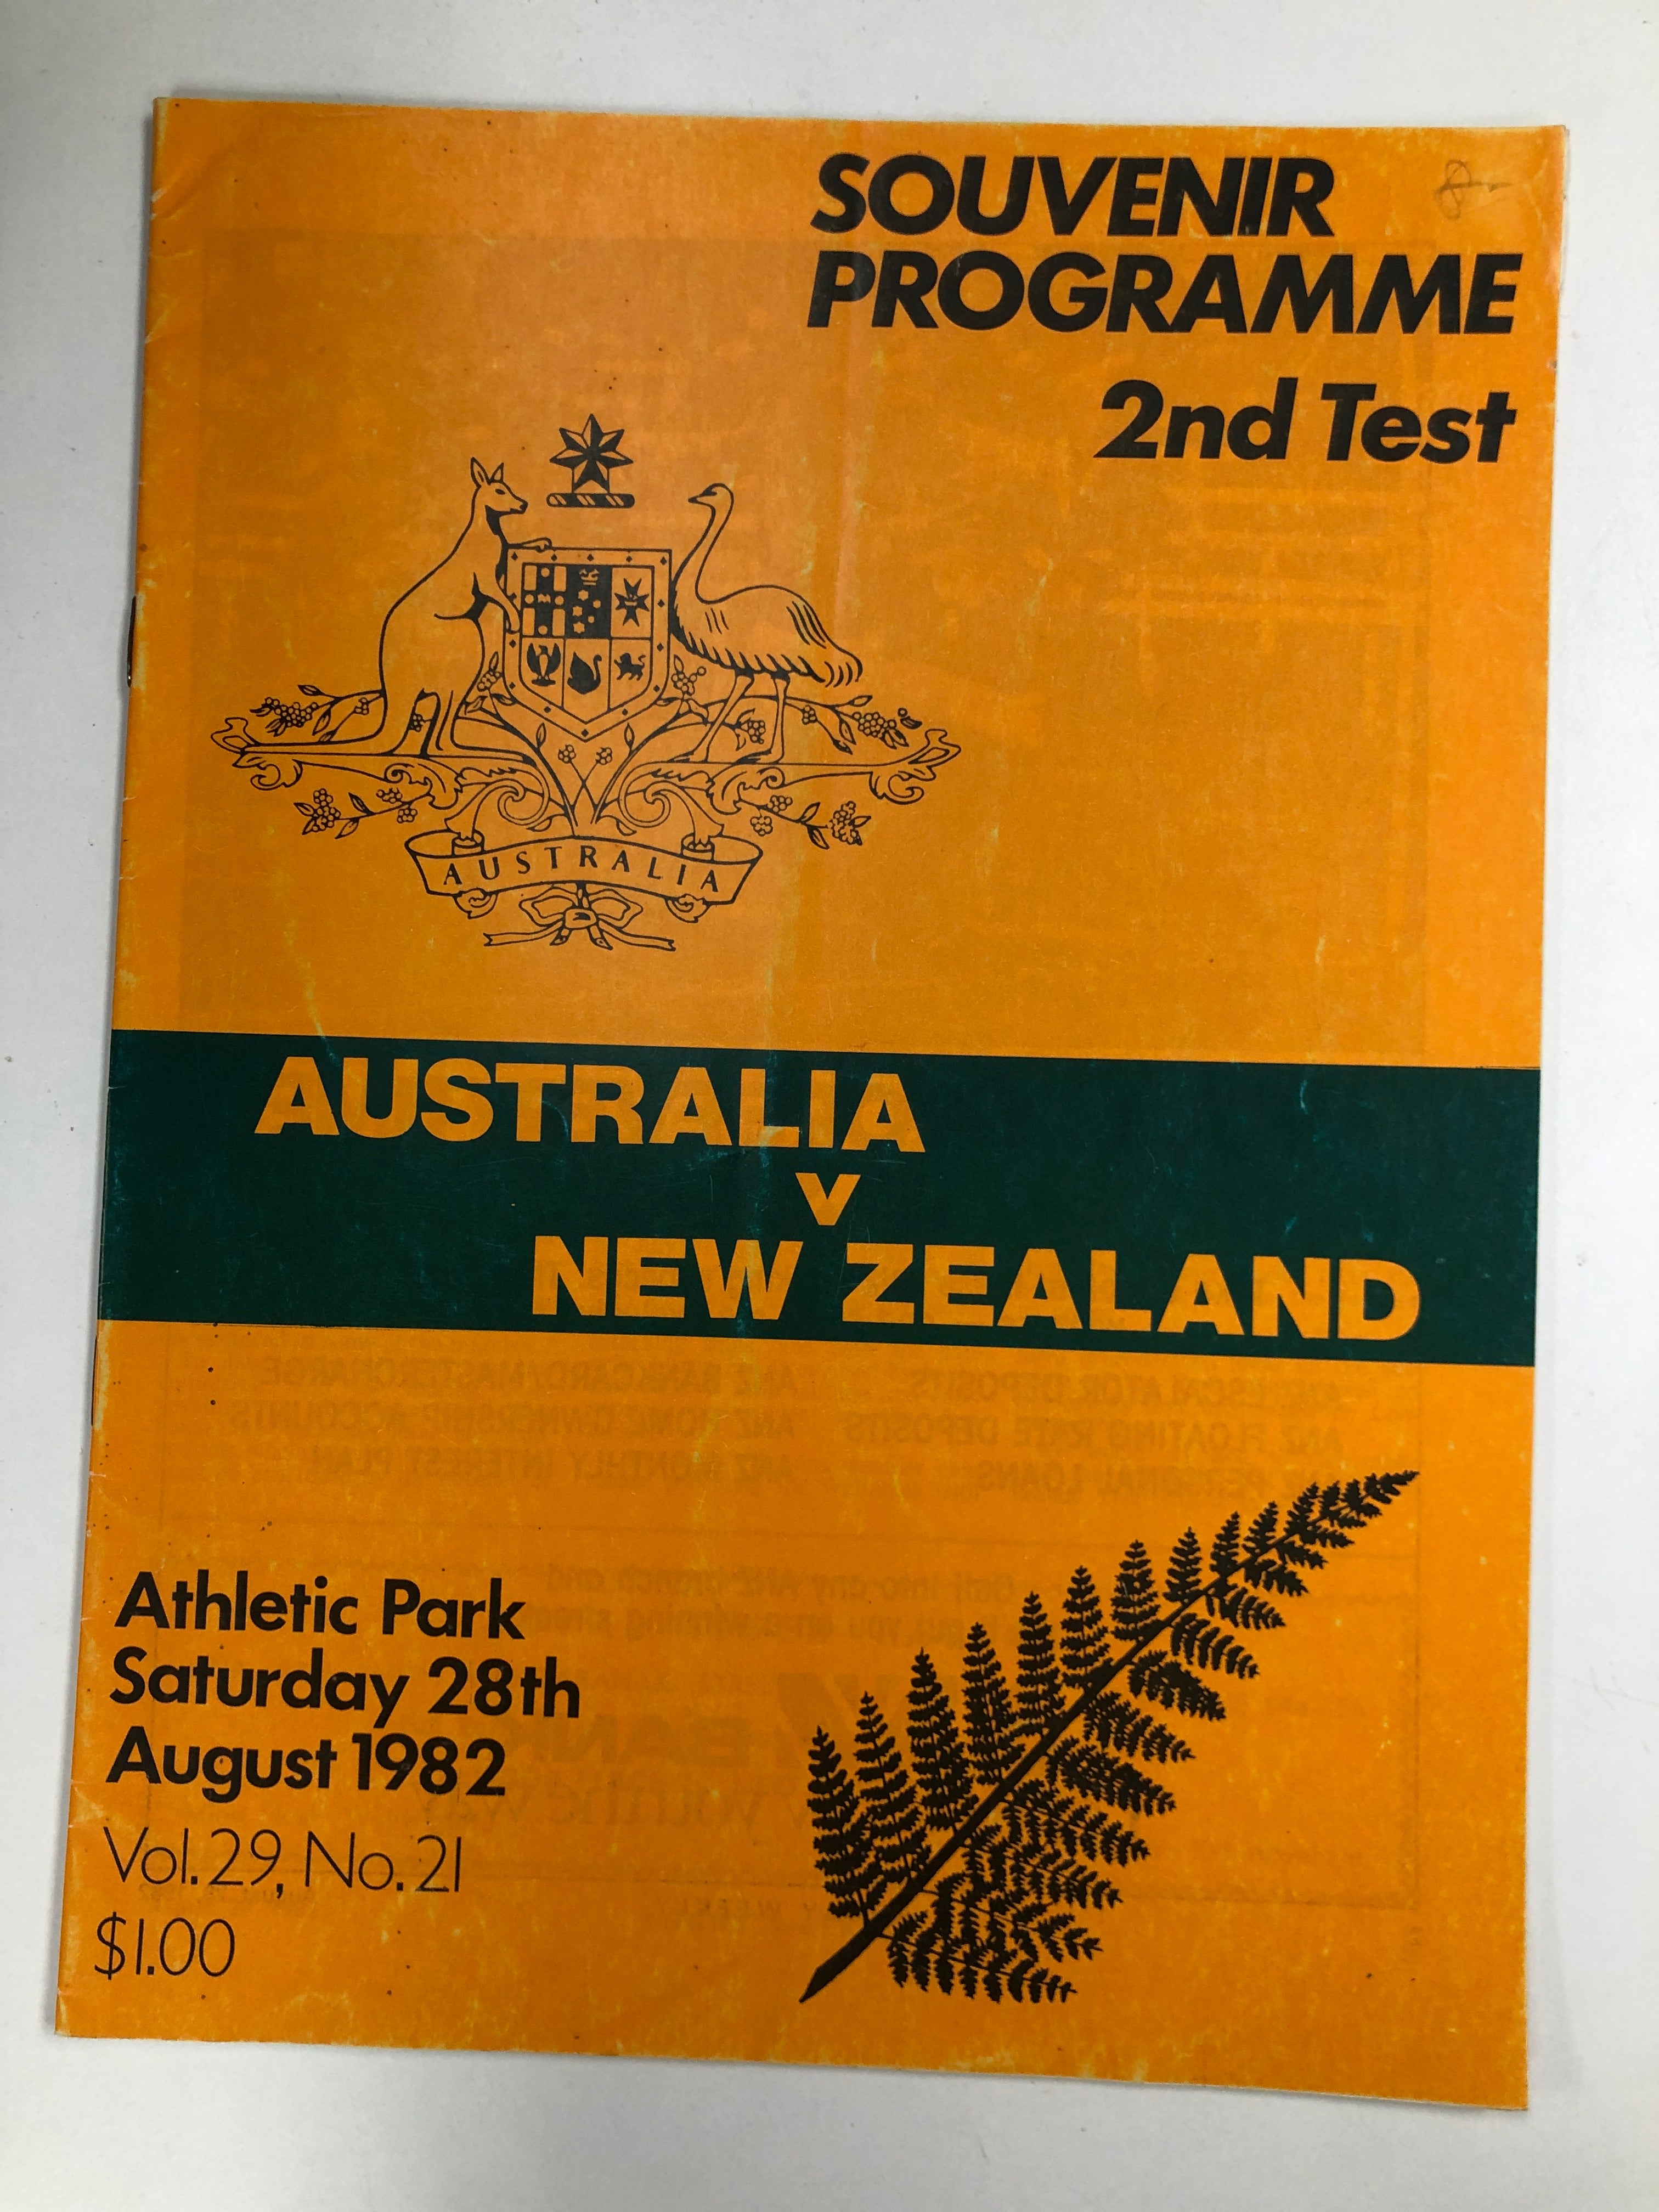 SOUVENIR
PROGRAMME
2nd Test
AUSTRALIA
AUSTRALIA
v
NEW ZEALAND
Athletic Park
Saturday 28th
August 1982
Vol. 29, No. 21
$1.00